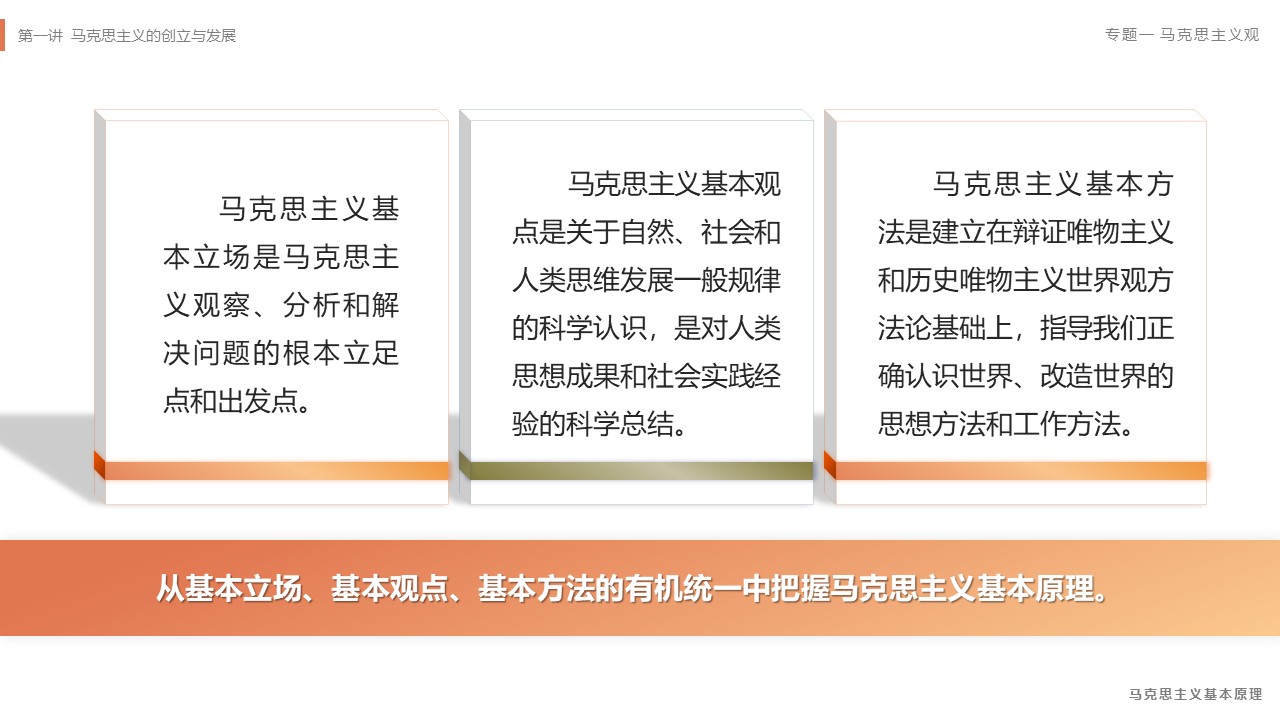 第一讲 马克思主义的创立与发展
专题一 马克思主义观
马克思主义基
本立场是马克思主
义观察、分析和解
决问题的根本立足
点和出发点。
马克思主义基本观
点是关于自然、社会和
人类思维发展一般规律
的科学认识，是对人类
思想成果和社会实践经
验的科学总结。
马克思主义基本方
法是建立在辩证唯物主义
和历史唯物主义世界观方
法论基础上，指导我们正
确认识世界、改造世界的
思想方法和工作方法。
从基本立场、基本观点、基本方法的有机统一中把握马克思主义基本原理。
马克思主义基本原理